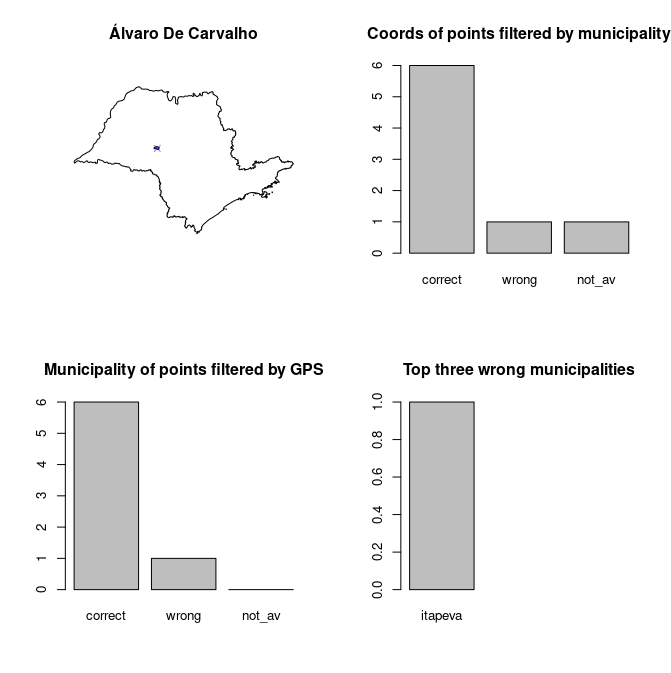 Álvaro De Carvalho
Coords of points filtered by municipality
6
5
4
3
2
1
0
correct wrong not_av
Municipality of points filtered by GPS
6
5
4
3
2
1
0
correct wrong not_av
Top three wrong municipalities
1.0
0.8
0.6
0.4
0.2
0.0
itapeva